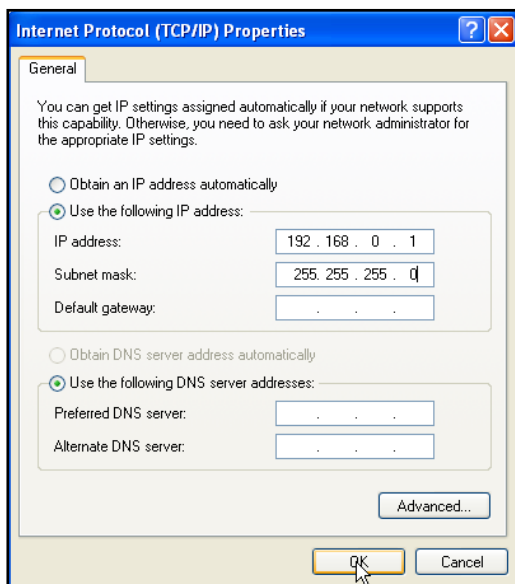 Internet Protocol (TCP/IP) Properties
General
You can get IP settings assigned automatically if your network supports
this capability. Otherwise, you need to ask your network administrator for
the appropriate IP settings.
Obtain an IP address automatically
Use the following IP address:
IP address: 192 . 168 . 0 . 1
Subnet mask: 255. 255 . 255 . 0
Default gateway: . . .
Obtain DNS server address automatically
Use the following DNS server addresses:
Preferred DNS server: . . .
Alternate DNS server: . . .
Advanced...
OK Cancel